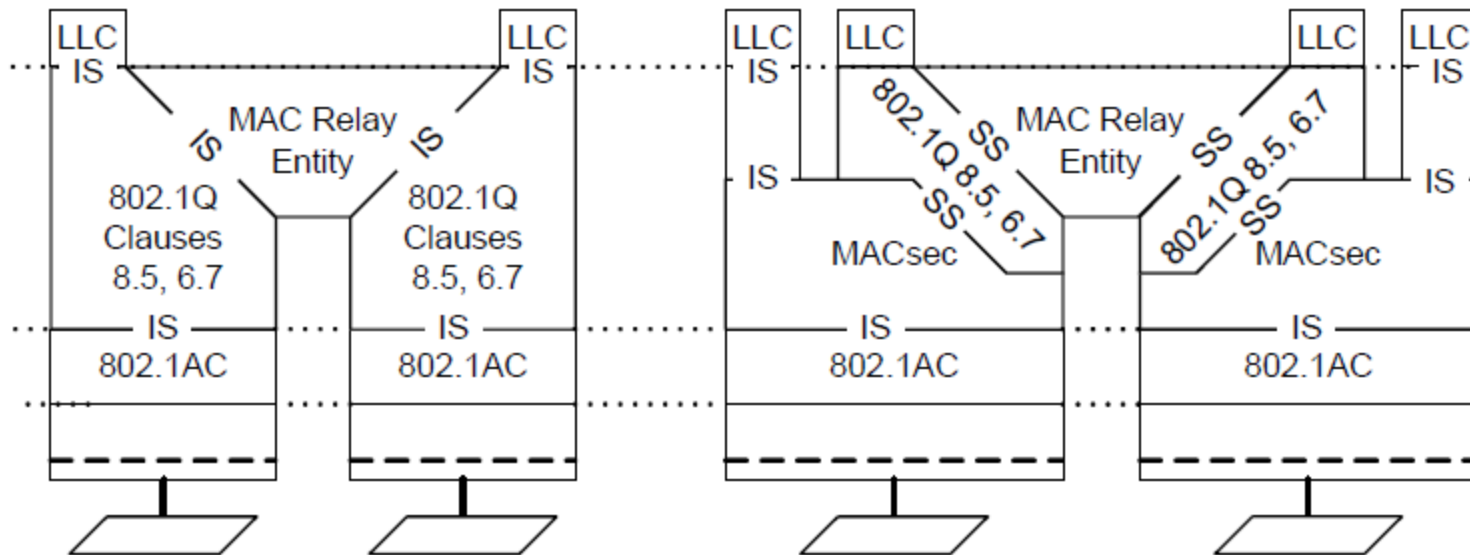 LLC
LLC
LLC
LLC
LLC
LLC
IS
IS
IS
IS
MAC Relay
Entity
IS
IS
802.1Q
Clauses
8.5, 6.7
802.1Q
Clauses
8.5, 6.7
IS
IS
802.1AC
802.1AC
MAC Relay
Entity
SS
SS
802.1Q 8.5, 6.7
802.1Q 8.5, 6.7
IS
IS
SS
SS
MACsec
MACsec
IS
IS
802.1AC
802.1AC